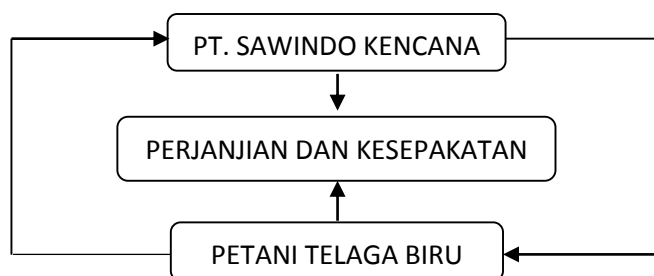 PT. SAWINDO KENCANA
PERJANJIAN DAN KESEPAKATAN
PETANI TELAGA BIRU